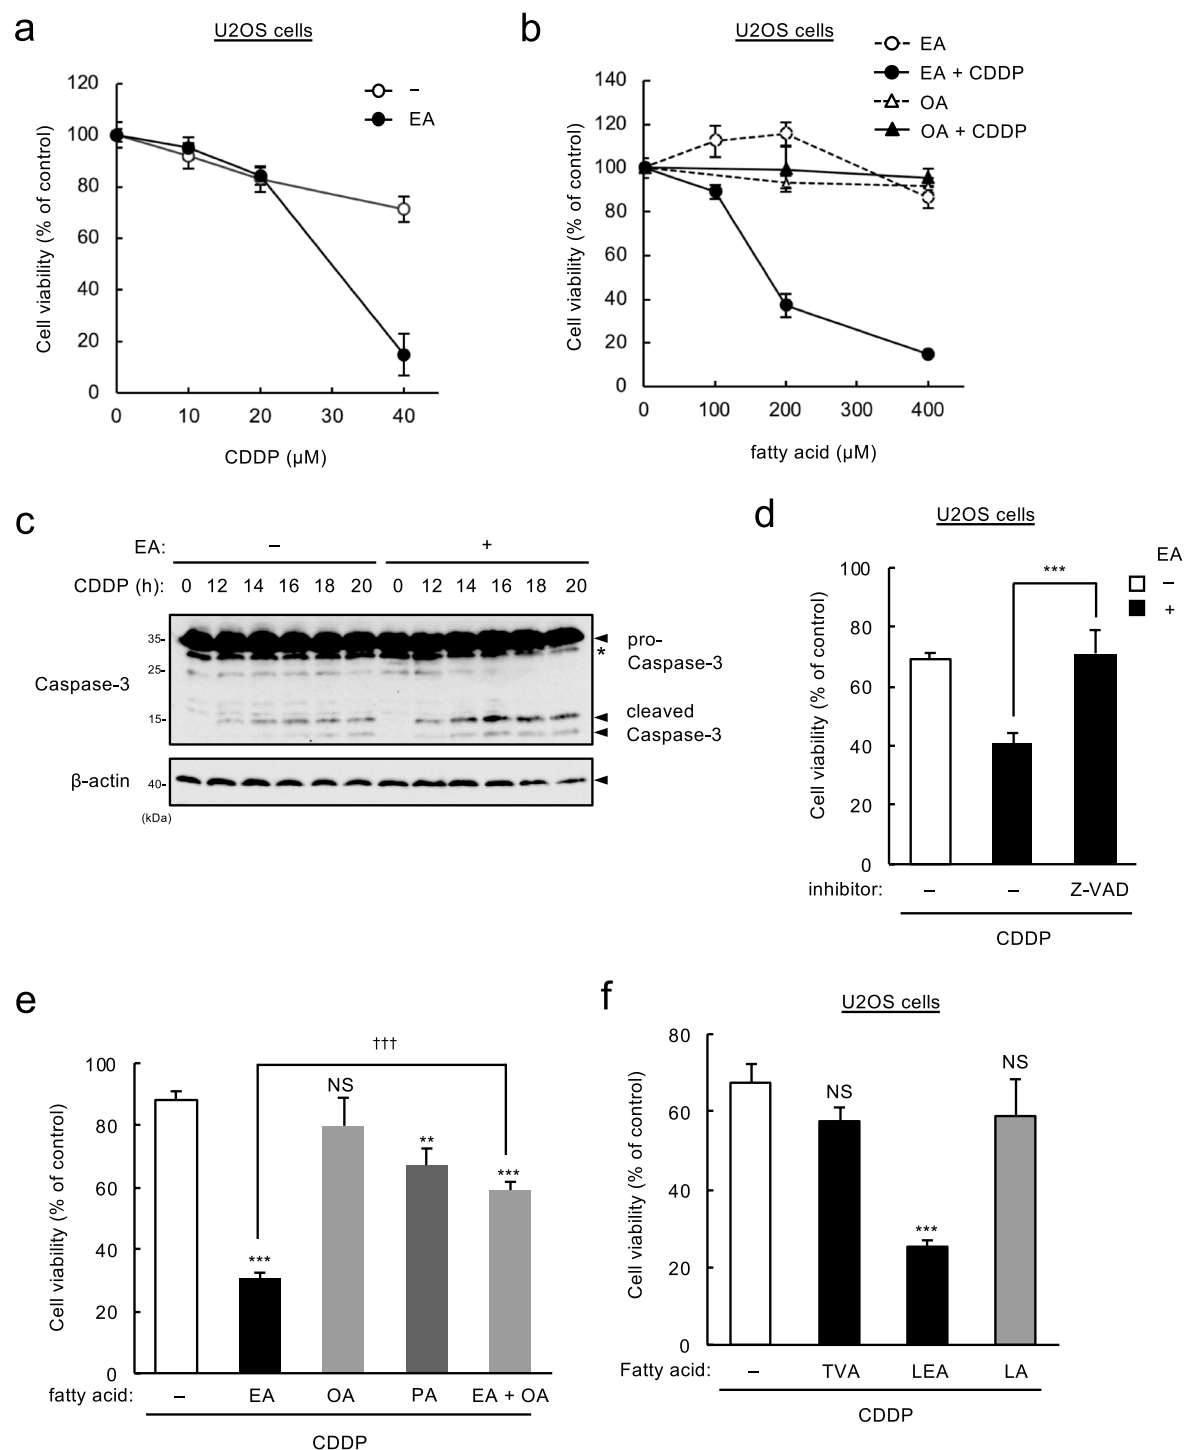 a
U2OS cells
–
EA
Cell viability (% of control)
120
100
80
60
40
20
0
0 10 20 30 40
CDDP (µM)
b
U2OS cells
EA
EA + CDDP
OA
OA + CDDP
Cell viability (% of control)
140
120
100
80
60
40
20
0
0 100 200 300 400
fatty acid (µM)
c
EA: – +
CDDP (h): 0 12 14 16 18 20 0 12 14 16 18 20
Caspase-3
35-
25-
15-
pro-
Caspase-3
*
cleaved
Caspase-3
β-actin
40-
(kDa)
d
U2OS cells
EA
–
+
***
Cell viability (% of control)
100
80
60
40
20
0
inhibitor: – – Z-VAD
CDDP
e
†††
Cell viability (% of control)
100
80
60
40
20
0
***
NS
**
***
fatty acid: – EA OA PA EA + OA
CDDP
f
U2OS cells
Cell viability (% of control)
80
60
40
20
0
NS
***
NS
Fatty acid: – TVA LEA LA
CDDP